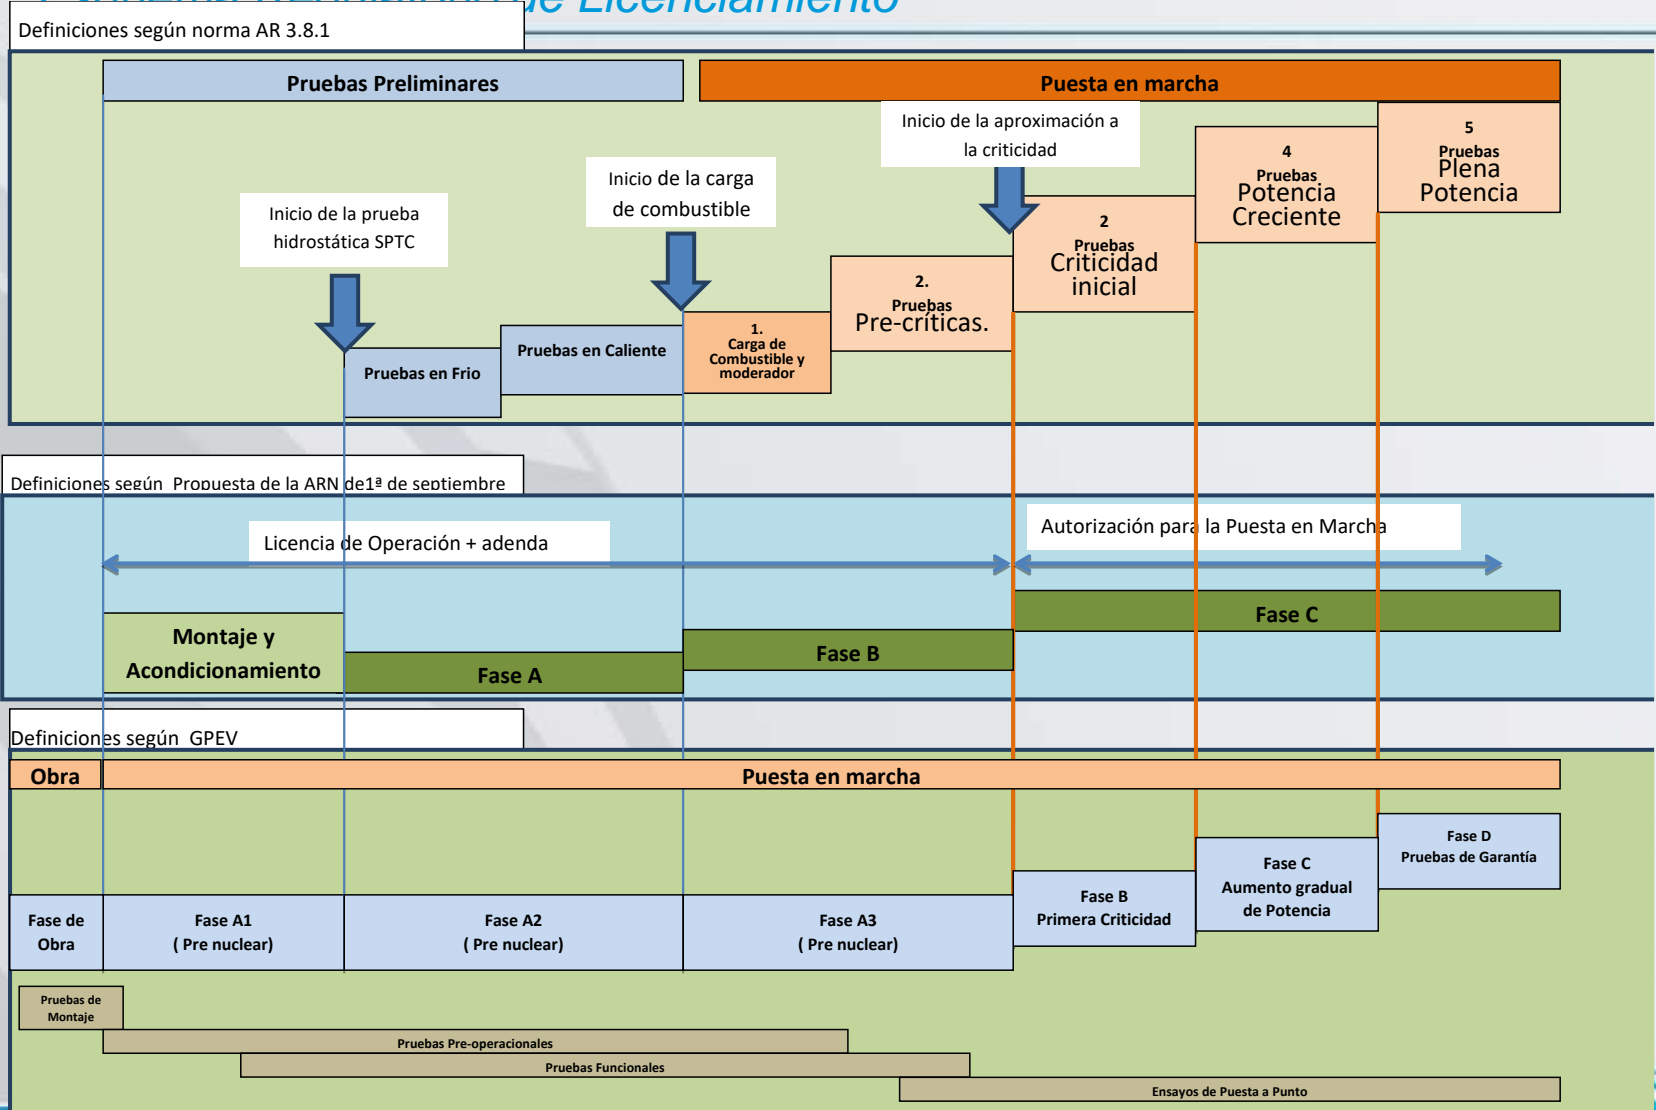 de Licenciamiento
Definiciones según norma AR 3.8.1
Pruebas Preliminares
Puesta en marcha
Inicio de la prueba
hidrostática SPTC
Inicio de la carga
de combustible
Inicio de la aproximación a
la criticidad
Pruebas en Frio
Pruebas en Caliente
1.
Carga de
Combustible y
moderador
2.
Pruebas
Pre-críticas.
2
Pruebas
Criticidad
inicial
4
Pruebas
Potencia
Creciente
5
Pruebas
Plena
Potencia
Definiciones según Propuesta de la ARN de1ª de septiembre
Licencia de Operación + adenda
Autorización para la Puesta en Marcha
Montaje y
Acondicionamiento
Fase A
Fase B
Fase C
Definiciones según GPEV
Obra
Puesta en marcha
Fase de
Obra
Fase A1
( Pre nuclear)
Fase A2
( Pre nuclear)
Fase A3
( Pre nuclear)
Fase B
Primera Criticidad
Fase C
Aumento gradual
de Potencia
Fase D
Pruebas de Garantía
Pruebas de
Montaje
Pruebas Pre-operacionales
Pruebas Funcionales
Ensayos de Puesta a Punto